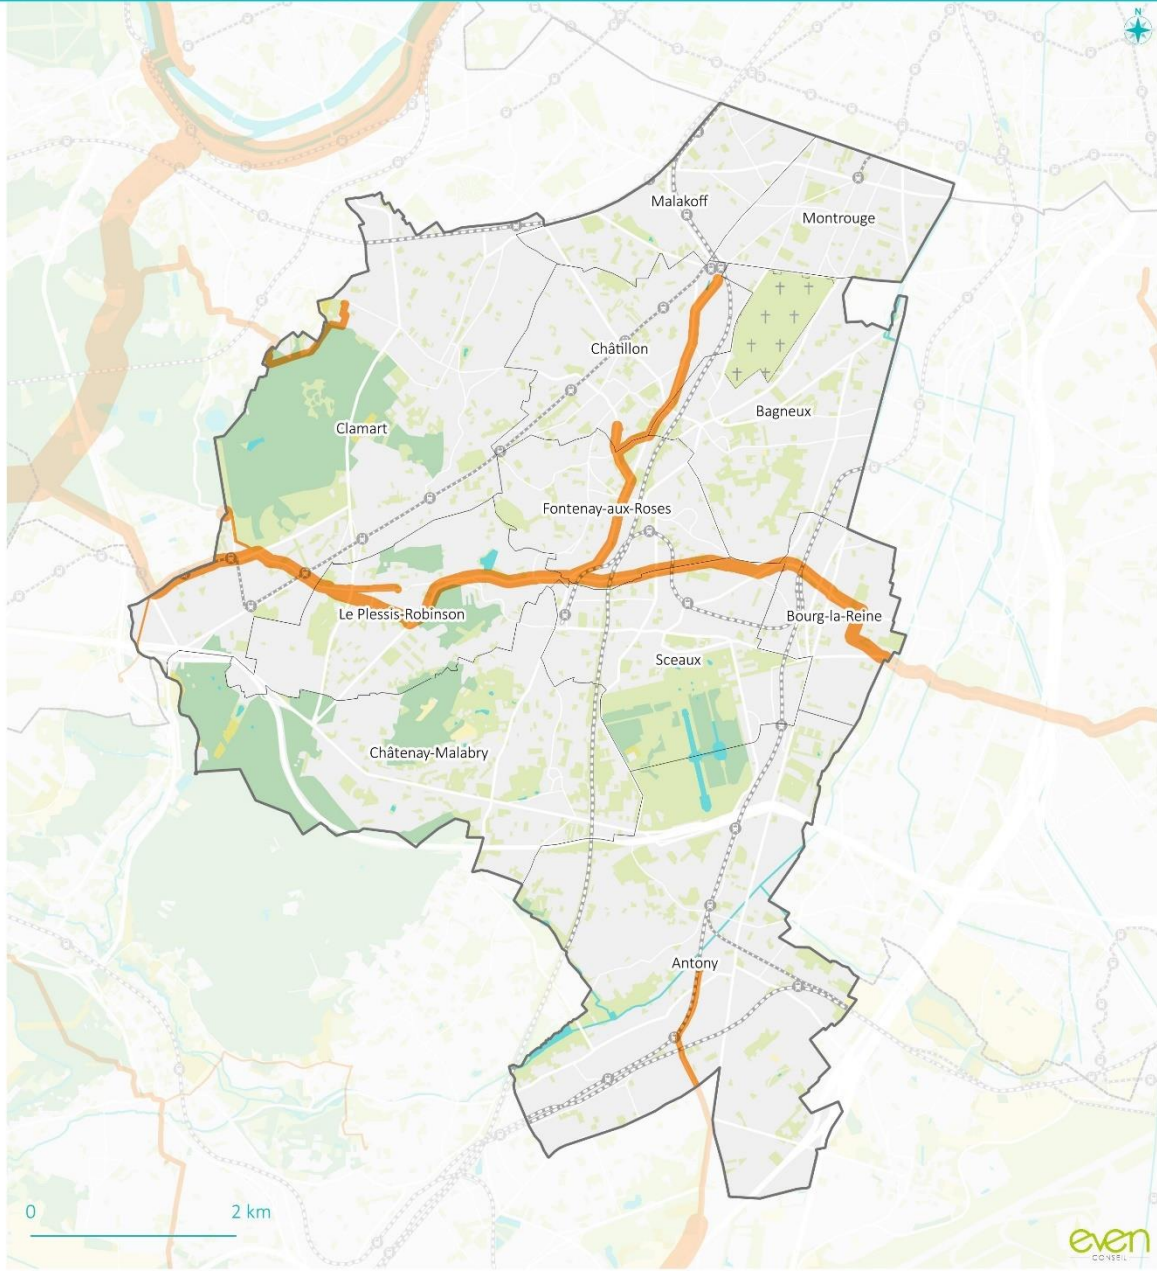 N
Malakoff
Montrouge
Châtillon
Bagneux
Clamart
Fontenay-aux-Roses
Le Plessis-Robinson
Bourg-la-Reine
Sceaux
Châtenay-Malabry
Antony
0 2 km
even
CONSEIL